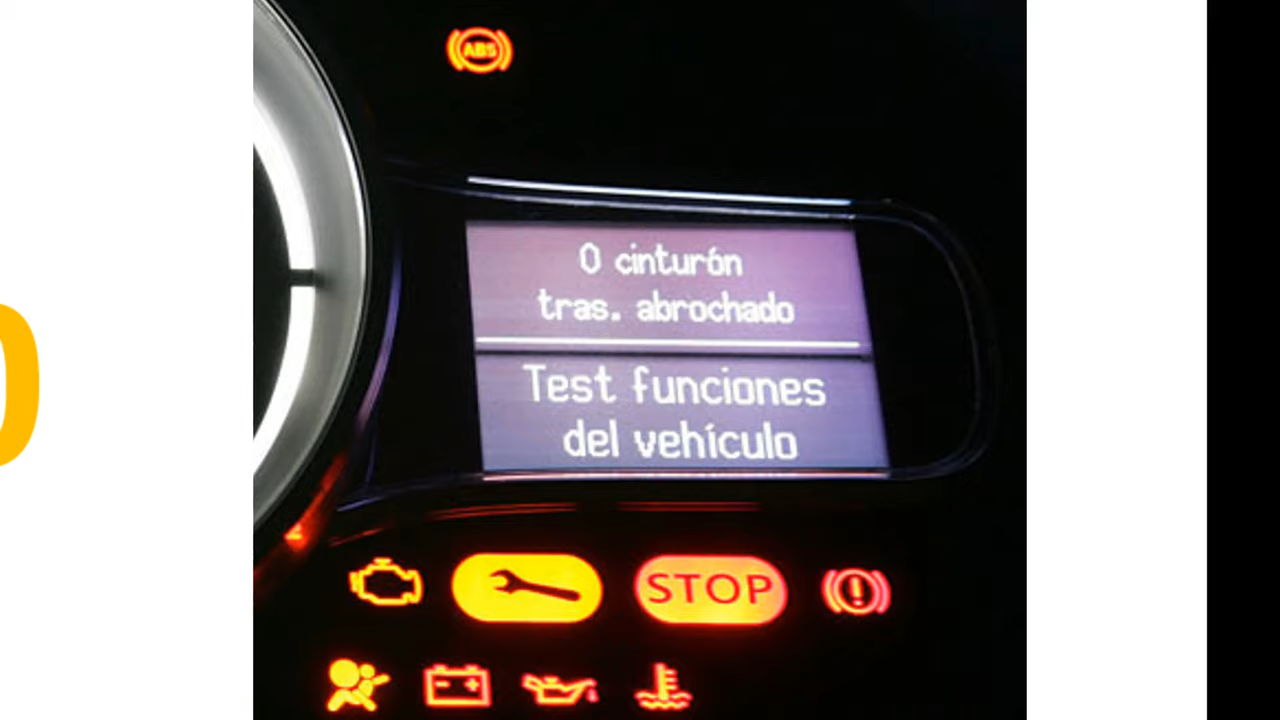 ABS
0 cinturón
tras. abrochado
Test funciones
del vehículo
STOP